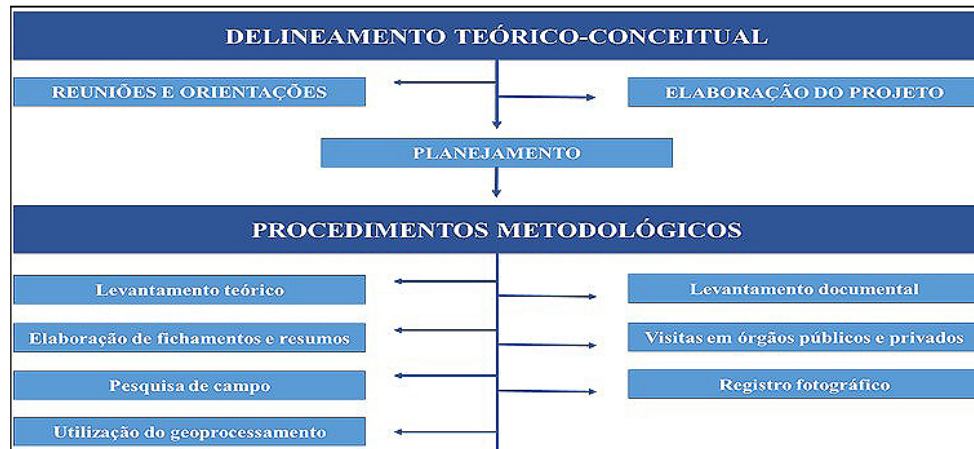 DELINEAMENTO TEÓRICO-CONCEITUAL
REUNIÕES E ORIENTAÇÕES
ELABORAÇÃO DO PROJETO
PLANEJAMENTO
PROCEDIMENTOS METODOLÓGICOS
Levantamento teórico
Levantamento documental
Elaboração de fichamentos e resumos
Visitas em órgãos públicos e privados
Pesquisa de campo
Registro fotográfico
Utilização do geoprocessamento